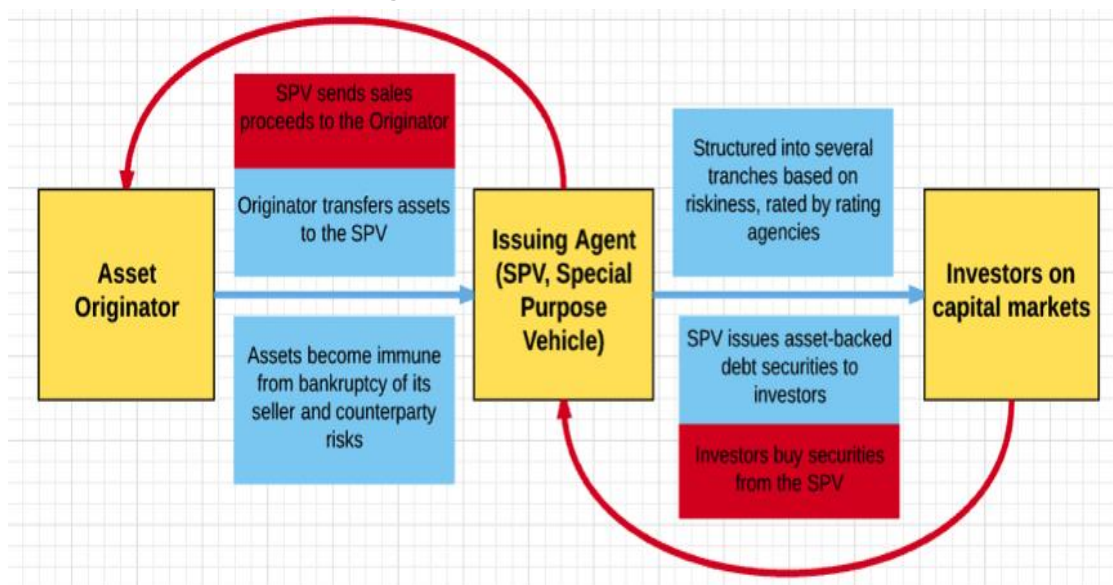 SPV sends sales
proceeds to the Originator
Originator transfers assets
to the SPV
Asset
Originator
Assets become immune
from bankruptcy of its
seller and counterparty
risks
Issuing Agent
(SPV, Special
Purpose
Vehicle)
Structured into several
tranches based on
riskiness, rated by rating
agencies
SPV issues asset-backed
debt securities to
investors
Investors buy securities
from the SPV
Investors on
capital markets